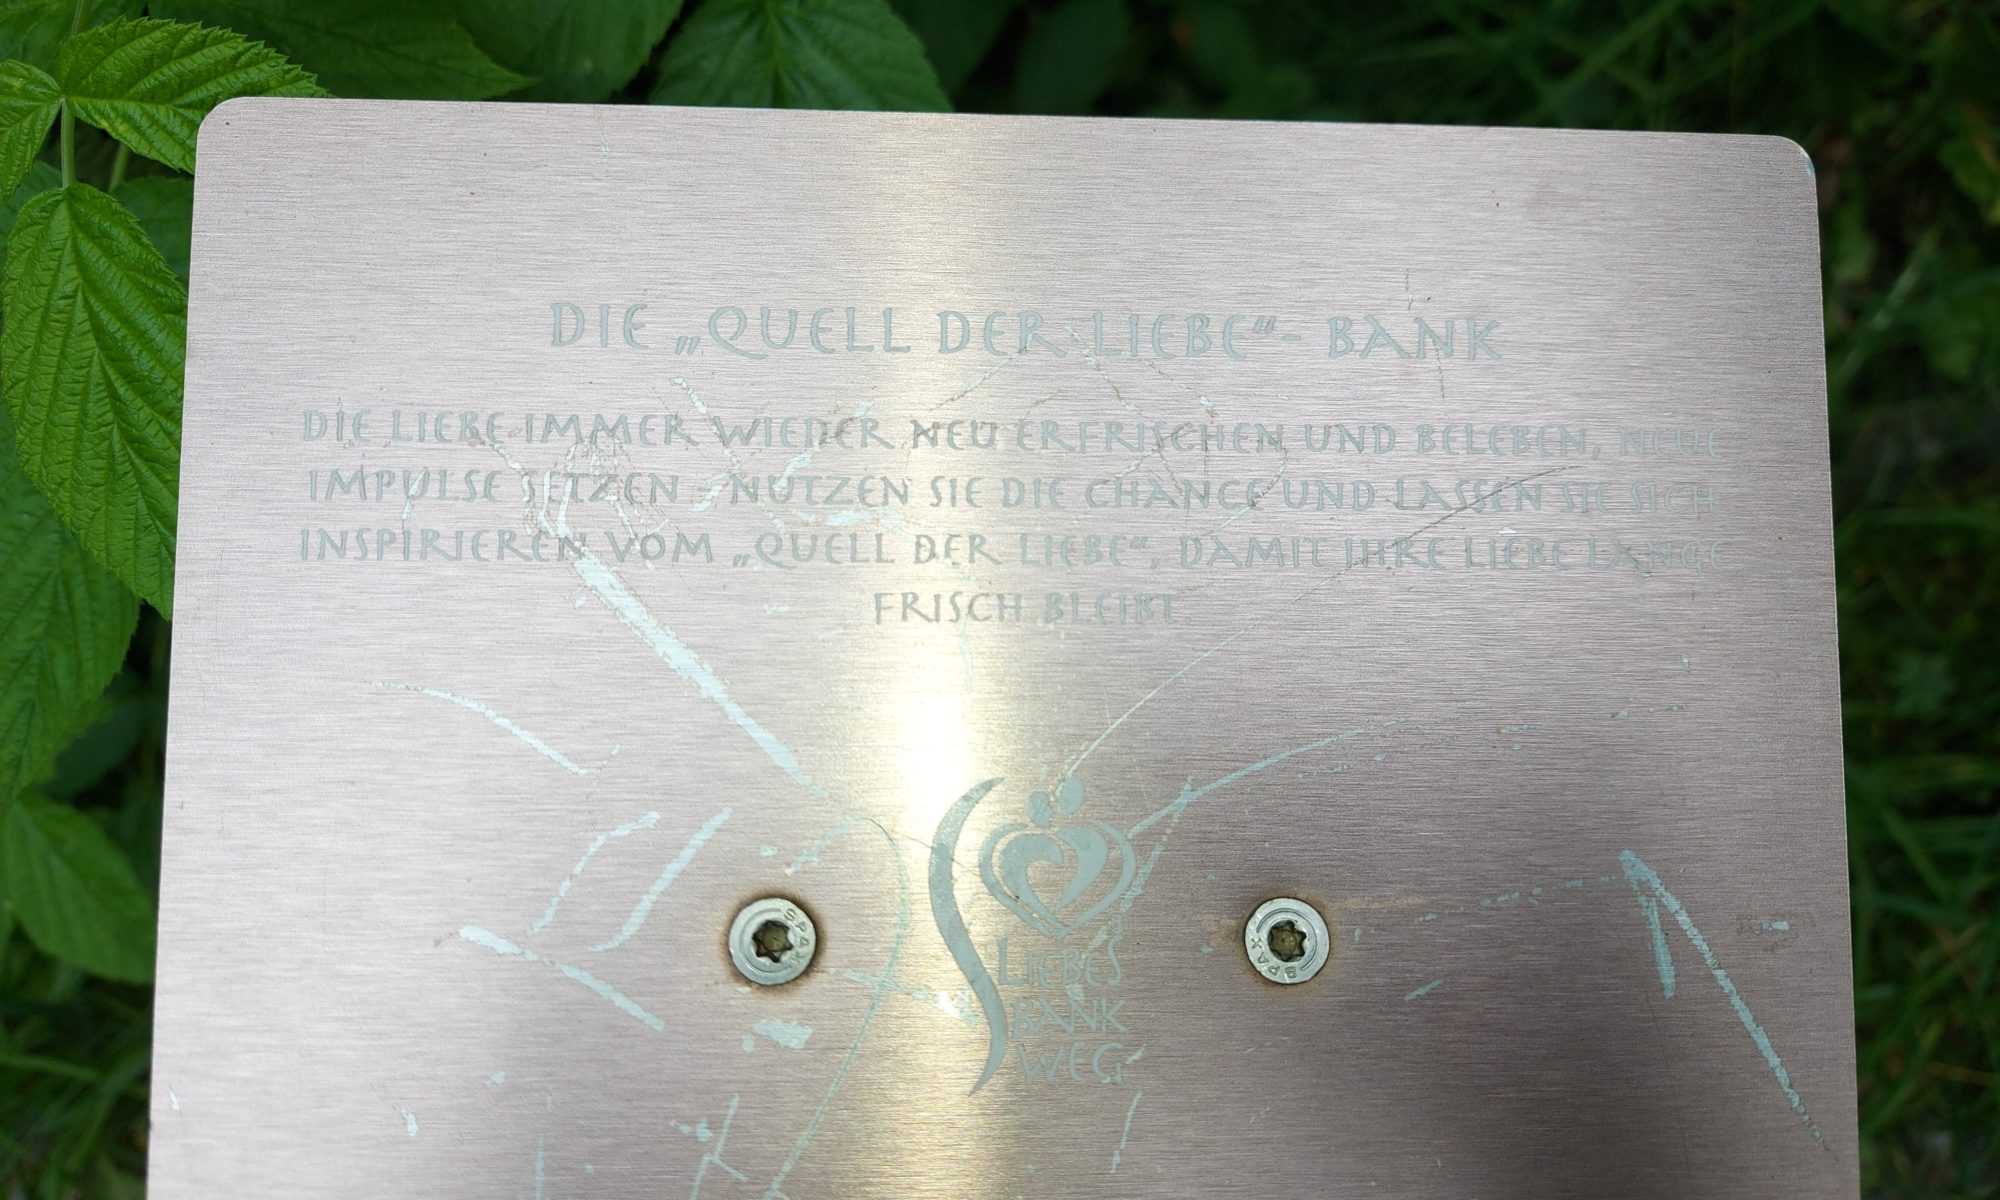 DIE „QUELL DER LIEBE“- BANK
DIE LIEBE IMMER WIEDER NEU ERFRISCHEN UND BELEBEN, NEUE
IMPULSE SETZEN - NUTZEN SIE DIE CHANCE UND LASSEN SIE SICH
INSPIRIEREN VOM „QUELL DER LIEBE“, DAMIT IHRE LIEBE LANGE
FRISCH BLEIBT.
LIEBES
BANK
WEG
SPAX
SPAX